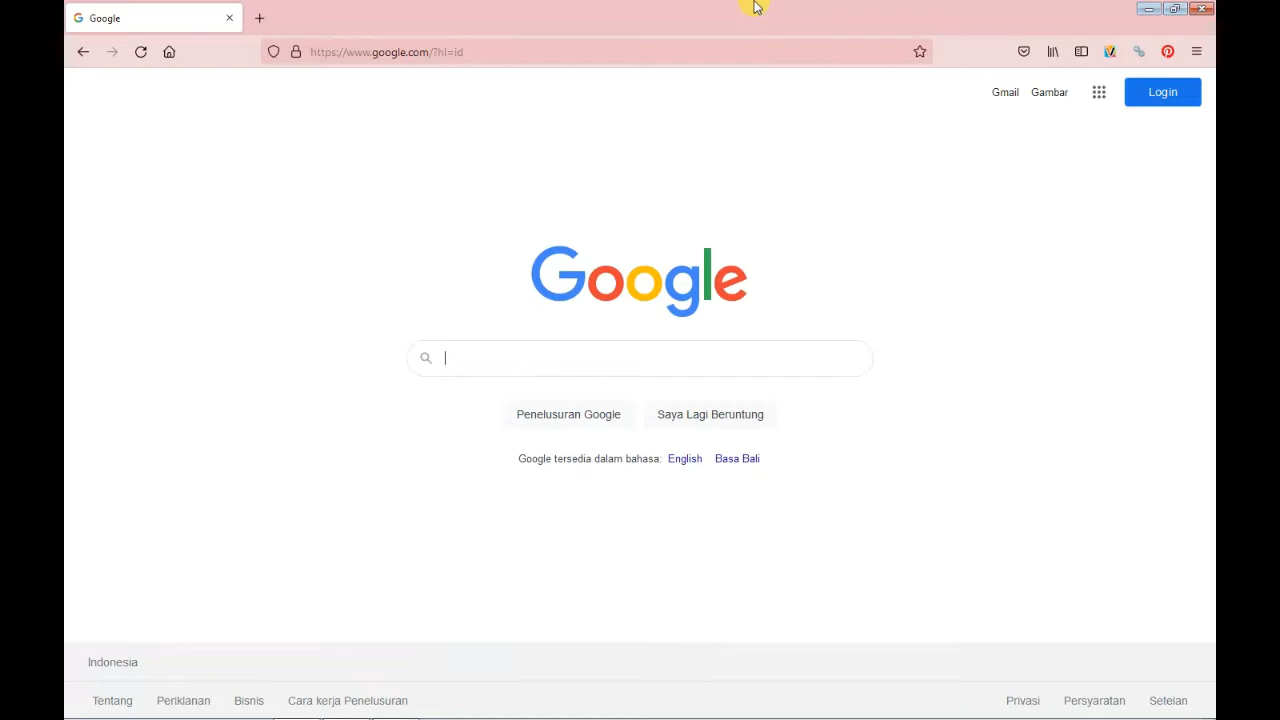 Google
https://www.google.com/?hl=id
Gmail Gambar Login
Google
Penelusuran Google Saya Lagi Beruntung
Google tersedia dalam bahasa: English Basa Bali
Indonesia
Tentang Periklanan Bisnis Cara kerja Penelusuran Privasi Persyaratan Setelan